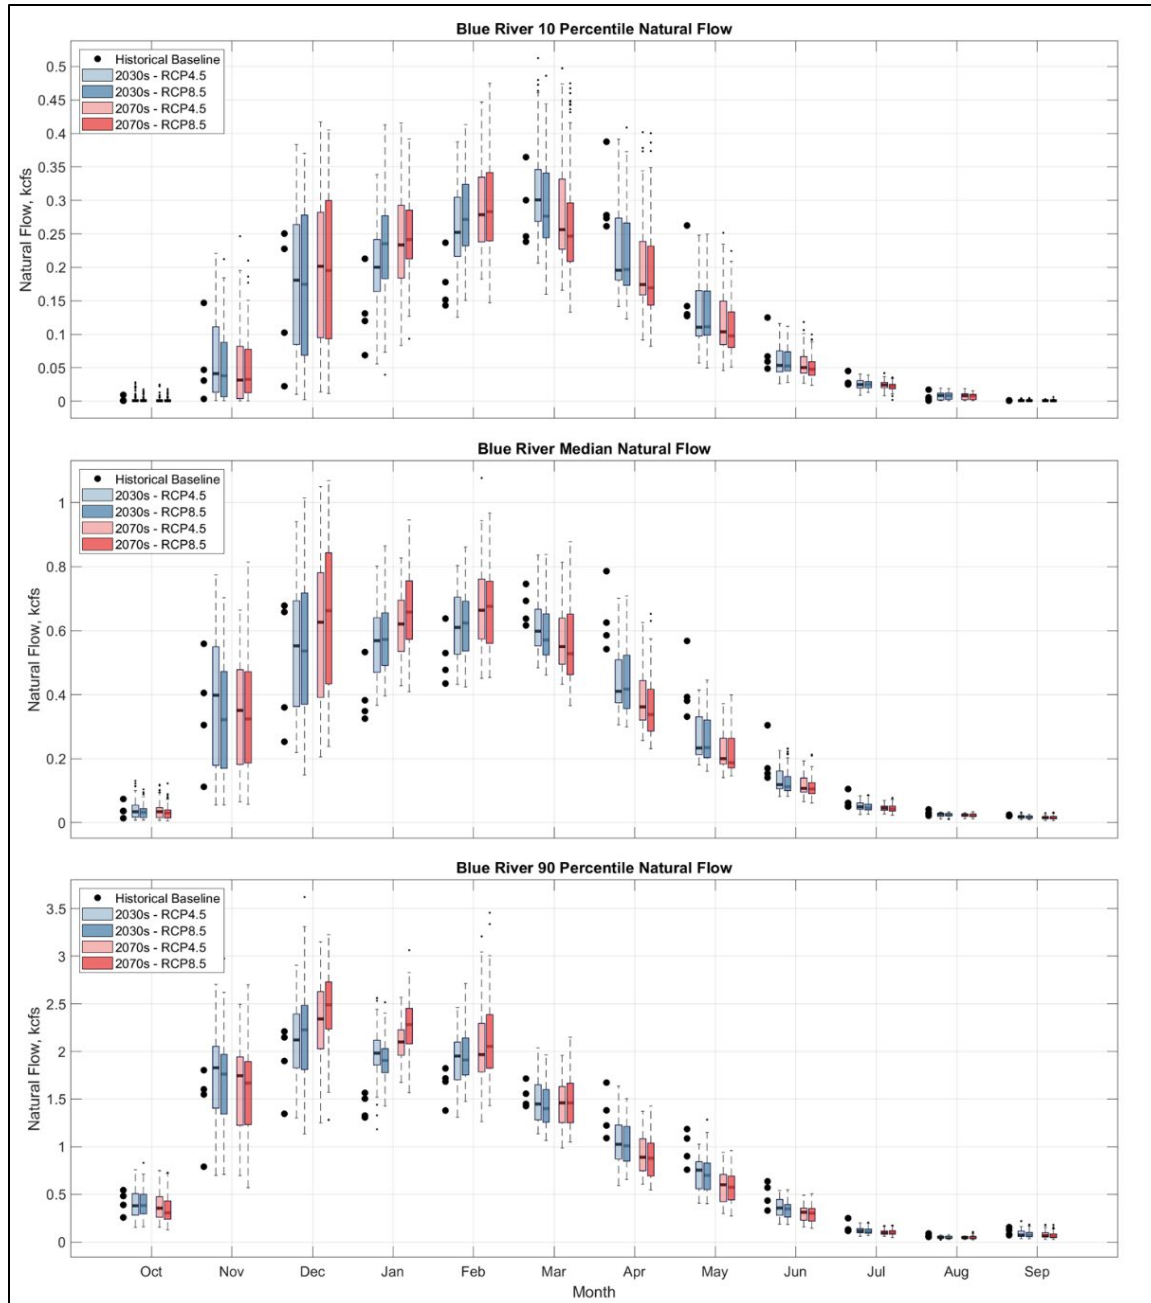 Blue River 10 Percentile Natural Flow
Historical Baseline
2030s - RCP4.5
2030s - RCP8.5
2070s - RCP4.5
2070s - RCP8.5
Natural Flow, kcfs
0.5
0.45
0.4
0.35
0.3
0.25
0.2
0.15
0.1
0.05
0
Blue River Median Natural Flow
Historical Baseline
2030s - RCP4.5
2030s - RCP8.5
2070s - RCP4.5
2070s - RCP8.5
Natural Flow, kcfs
1
0.8
0.6
0.4
0.2
0
Blue River 90 Percentile Natural Flow
Historical Baseline
2030s - RCP4.5
2030s - RCP8.5
2070s - RCP4.5
2070s - RCP8.5
Natural Flow, kcfs
3.5
3
2.5
2
1.5
1
0.5
0
Oct Nov Dec Jan Feb Mar Apr May Jun Jul Aug Sep
Month